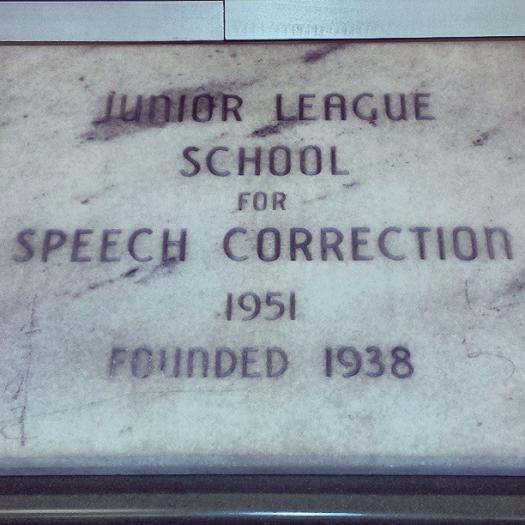 JUNIOR LEAGUE
SCHOOL
FOR
SPEECH CORRECTION
1951
FOUNDED 1938